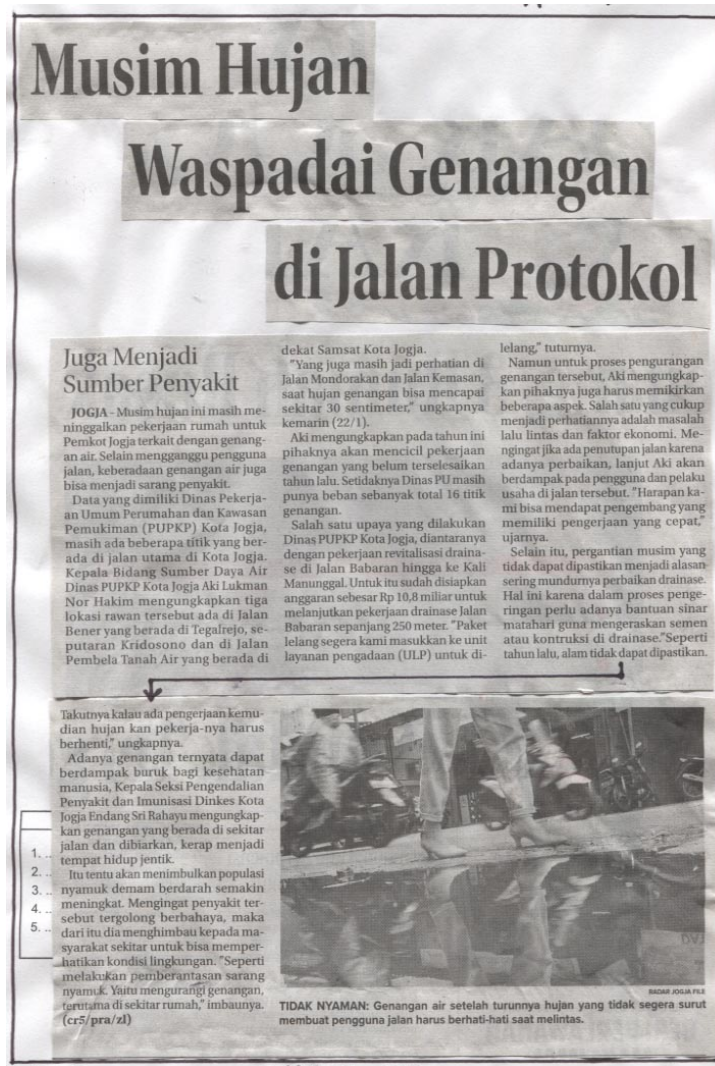 Musim Hujan
Waspadai Genangan
di Jalan Protokol
Juga Menjadi
Sumber Penyakit
JOGJA - Musim hujan ini masih me-
ninggalkan pekerjaan rumah untuk
Pemkot Jogja terkait dengan genang-
an air. Selain mengganggu pengguna
jalan, keberadaan genangan air juga
bisa menjadi sarang penyakit.
Data yang dimiliki Dinas Pekerja-
an Umum Perumahan dan Kawasan
Pemukiman (PUPKP) Kota Jogja,
masih ada beberapa titik yang ber-
ada di jalan utama di Kota Jogja.
Kepala Bidang Sumber Daya Air
Dinas PUPKP Kota Jogja Aki Lukman
Nor Hakim mengungkapkan tiga
lokasi rawan tersebut ada di Jalan
Bener yang berada di Tegalrejo, se-
putaran Kridosono dan di Jalan
Pembela Tanah Air yang berada di
dekat Samsat Kota Jogja.
"Yang juga masih jadi perhatian di
Jalan Mondorakan dan Jalan Kemasan,
saat hujan genangan bisa mencapai
sekitar 30 sentimeter," ungkapnya
kemarin (22/1).
Aki mengungkapkan pada tahun ini
pihaknya akan mencicil pekerjaan
genangan yang belum terselesaikan
tahun lalu. Setidaknya Dinas PU masih
punya beban sebanyak total 16 titik
genangan.
Salah satu upaya yang dilakukan
Dinas PUPKP Kota Jogja, diantaranya
dengan pekerjaan revitalisasi draina-
se di Jalan Babaran hingga ke Kali
Manunggal. Untuk itu sudah disiapkan
anggaran sebesar Rp 10,8 miliar untuk
melanjutkan pekerjaan drainase Jalan
Babaran sepanjang 250 meter. "Paket
lelang segera kami masukkan ke unit
layanan pengadaan (ULP) untuk di-
lelang," tuturnya.
Namun untuk proses pengurangan
genangan tersebut, Aki mengungkap-
kan pihaknya juga harus memikirkan
beberapa aspek. Salah satu yang cukup
menjadi perhatiannya adalah masalah
lalu lintas dan faktor ekonomi. Me-
ngingat jika ada penutupan jalan karena
adanya perbaikan, lanjut Aki akan
berdampak pada pengguna dan pelaku
usaha di jalan tersebut. "Harapan ka-
mi bisa mendapat pengembang yang
memiliki pengerjaan yang cepat,"
ujarnya.
Selain itu, pergantian musim yang
tidak dapat dipastikan menjadi alasan
sering mundurnya perbaikan drainase.
Hal ini karena dalam proses penge-
ringan perlu adanya bantuan sinar
matahari guna mengeraskan semen
atau kontruksi di drainase."Seperti
tahun lalu, alam tidak dapat dipastikan.
Takutnya kalau ada pengerjaan kemu-
dian hujan kan pekerja-nya harus
berhenti," ungkapnya.
Adanya genangan ternyata dapat
berdampak buruk bagi kesehatan
manusia, Kepala Seksi Pengendalian
Penyakit dan Imunisasi Dinkes Kota
Jogja Endang Sri Rahayu mengungkap-
kan genangan yang berada di sekitar
jalan dan dibiarkan, kerap menjadi
tempat hidup jentik.
Itu tentu akan menimbulkan populasi
nyamuk demam berdarah semakin
meningkat. Mengingat penyakit ter-
sebut tergolong berbahaya, maka
dari itu dia menghimbau kepada ma-
syarakat sekitar untuk bisa memper-
hatikan kondisi lingkungan. "Seperti
melakukan pemberantasan sarang
nyamuk. Yaitu mengurangi genangan,
terutama di sekitar rumah," imbaunya.
(cr5/pra/zl)
1. ..
2. ..
3. ..
4. ..
5. ..
RADAR JOGJA FILE
TIDAK NYAMAN: Genangan air setelah turunnya hujan yang tidak segera surut
membuat pengguna jalan harus berhati-hati saat melintas.